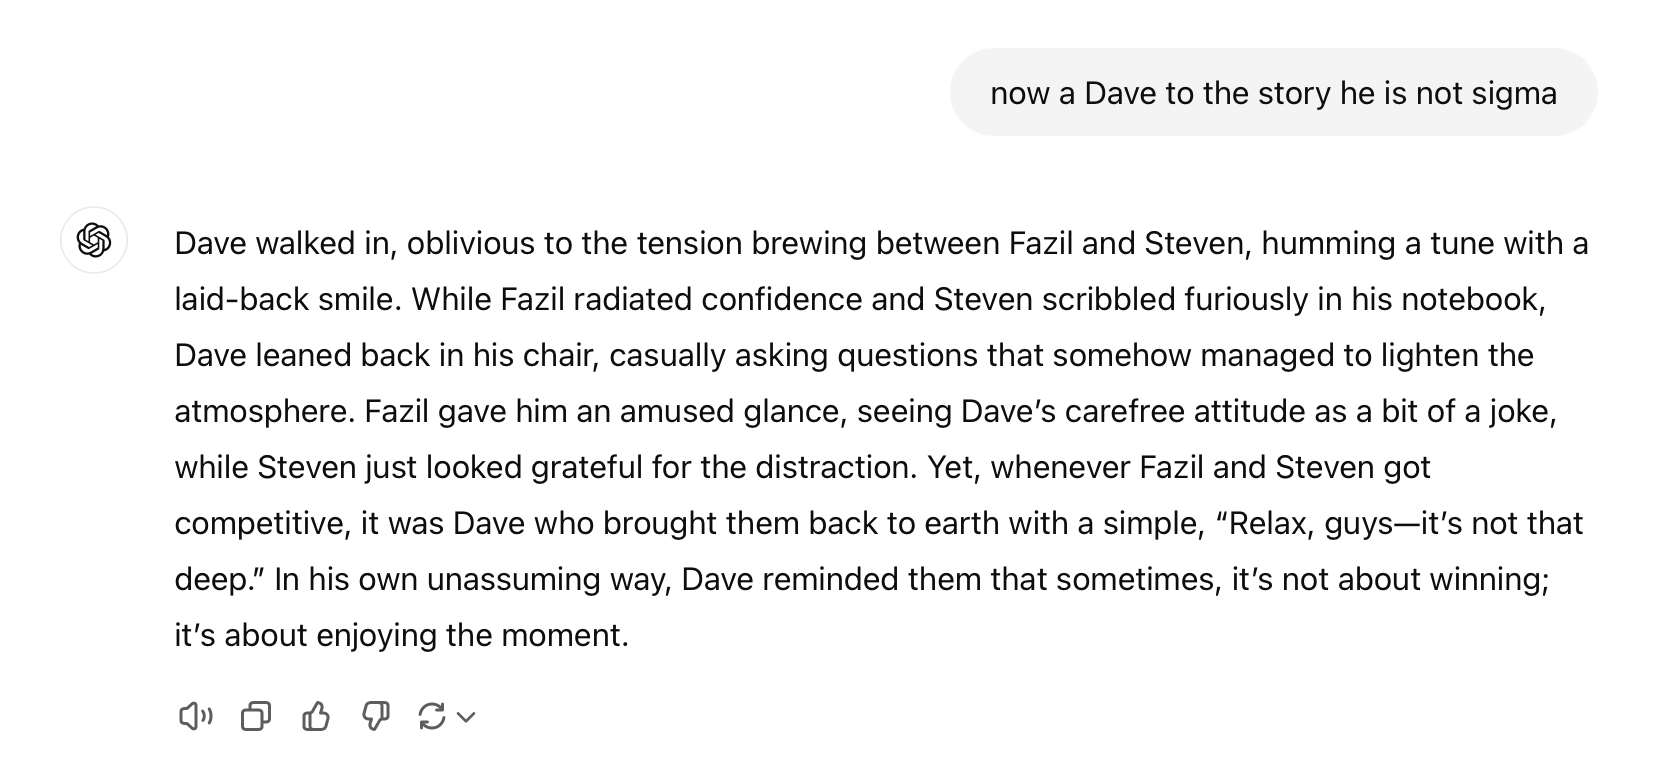 now a Dave to the story he is not sigma
Dave walked in, oblivious to the tension brewing between Fazil and Steven, humming a tune with a
laid-back smile. While Fazil radiated confidence and Steven scribbled furiously in his notebook,
Dave leaned back in his chair, casually asking questions that somehow managed to lighten the
atmosphere. Fazil gave him an amused glance, seeing Dave’s carefree attitude as a bit of a joke,
while Steven just looked grateful for the distraction. Yet, whenever Fazil and Steven got
competitive, it was Dave who brought them back to earth with a simple, “Relax, guys—it’s not that
deep.” In his own unassuming way, Dave reminded them that sometimes, it’s not about winning;
it’s about enjoying the moment.